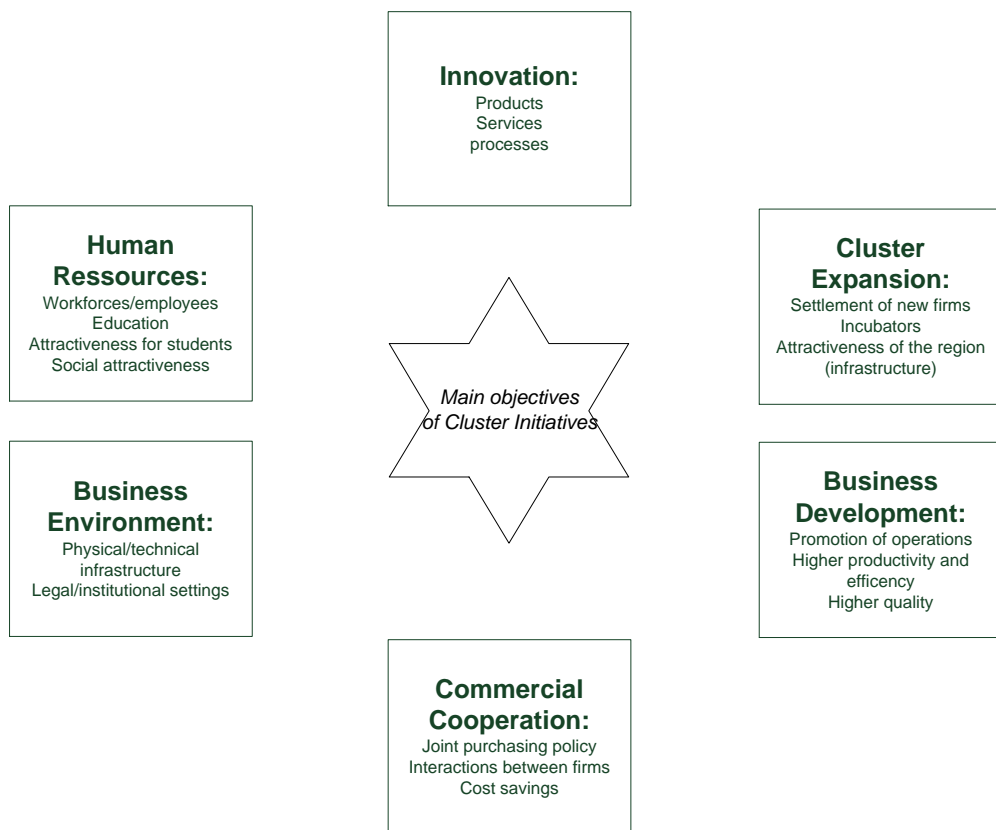 Innovation:
Products
Services
processes
Human
Ressources:
Workforces/employees
Education
Attractiveness for students
Social attractiveness
Cluster
Expansion:
Settlement of new firms
Incubators
Attractiveness of the region
(infrastructure)
Main objectives
of Cluster Initiatives
Business
Environment:
Physical/technical
infrastructure
Legal/institutional settings
Business
Development:
Promotion of operations
Higher productivity and
efficency
Higher quality
Commercial
Cooperation:
Joint purchasing policy
Interactions between firms
Cost savings